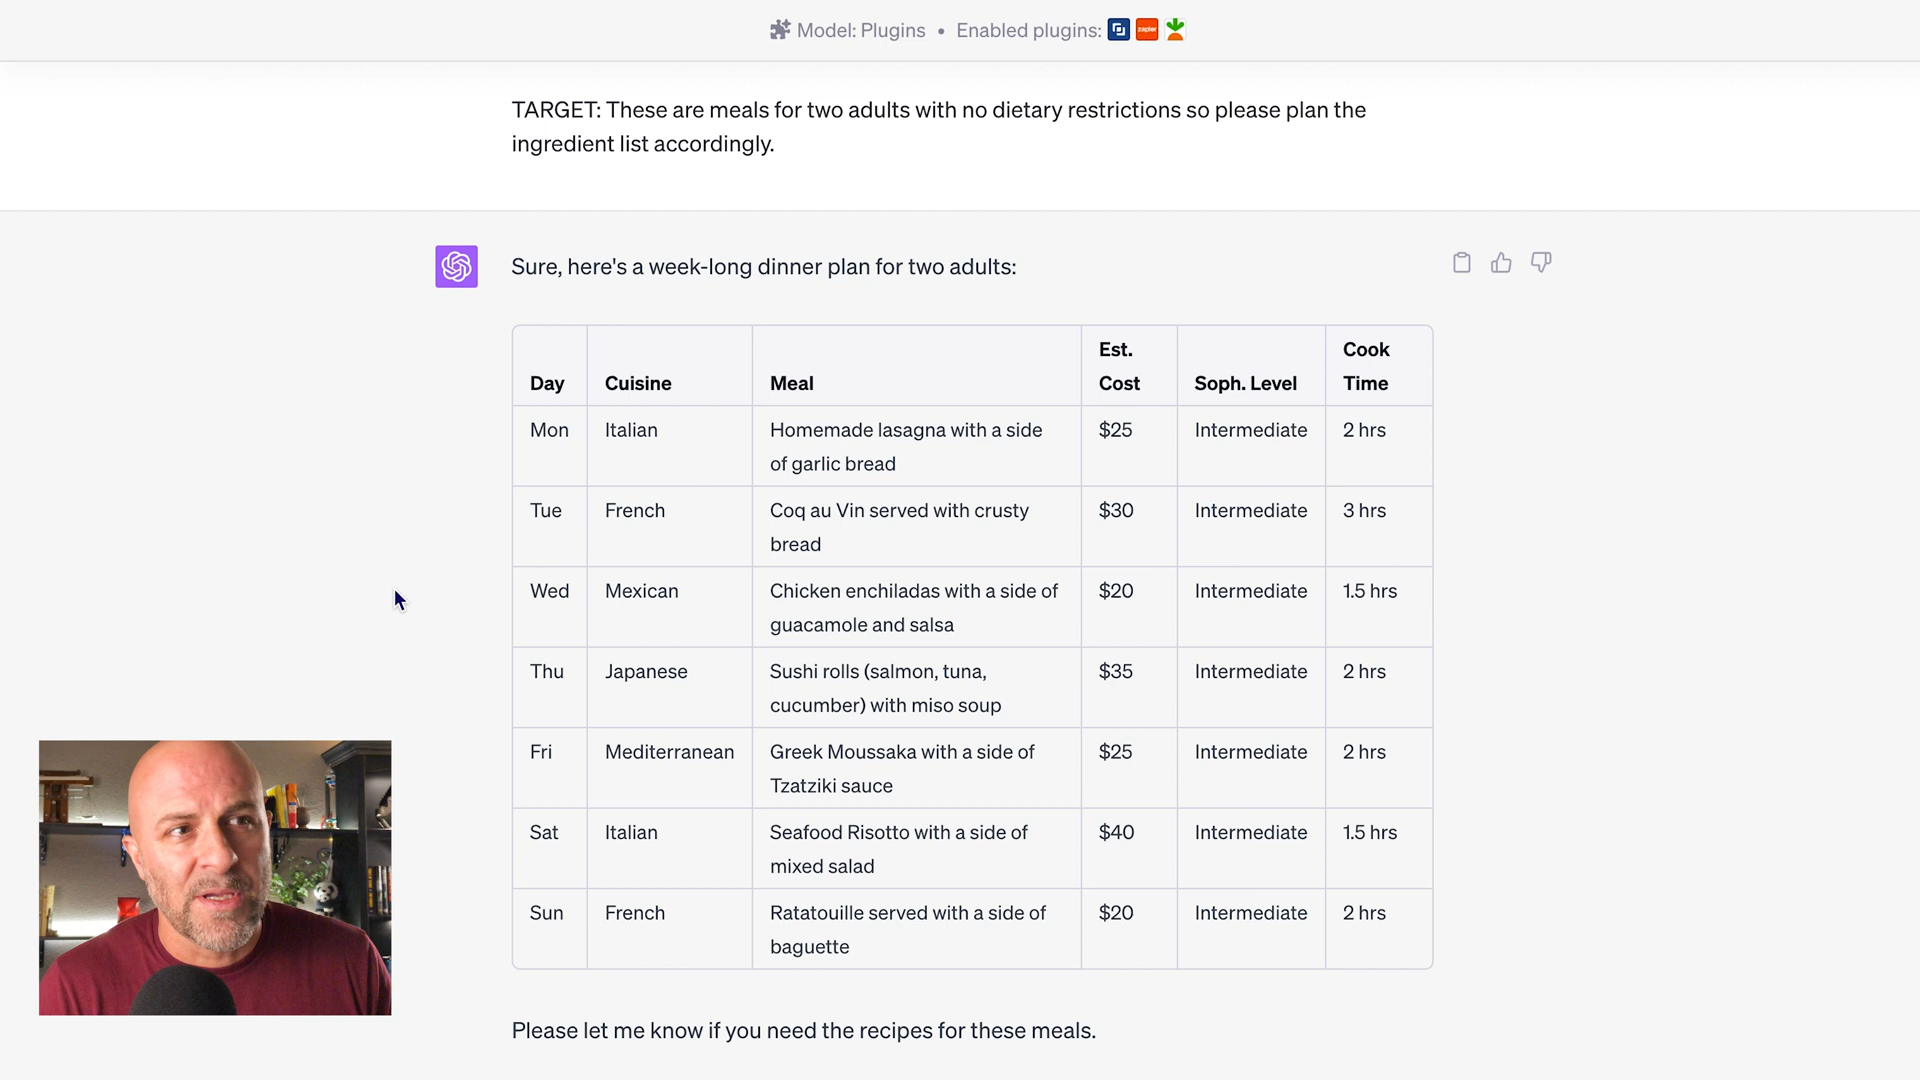 Model: Plugins • Enabled plugins: zapier
TARGET: These are meals for two adults with no dietary restrictions so please plan the
ingredient list accordingly.
Sure, here's a week-long dinner plan for two adults:
Day Cuisine Meal Est. Cost Soph. Level Cook Time
Mon Italian Homemade lasagna with a side of garlic bread $25 Intermediate 2 hrs
Tue French Coq au Vin served with crusty bread $30 Intermediate 3 hrs
Wed Mexican Chicken enchiladas with a side of guacamole and salsa $20 Intermediate 1.5 hrs
Thu Japanese Sushi rolls (salmon, tuna, cucumber) with miso soup $35 Intermediate 2 hrs
Fri Mediterranean Greek Moussaka with a side of Tzatziki sauce $25 Intermediate 2 hrs
Sat Italian Seafood Risotto with a side of mixed salad $40 Intermediate 1.5 hrs
Sun French Ratatouille served with a side of baguette $20 Intermediate 2 hrs
Please let me know if you need the recipes for these meals.